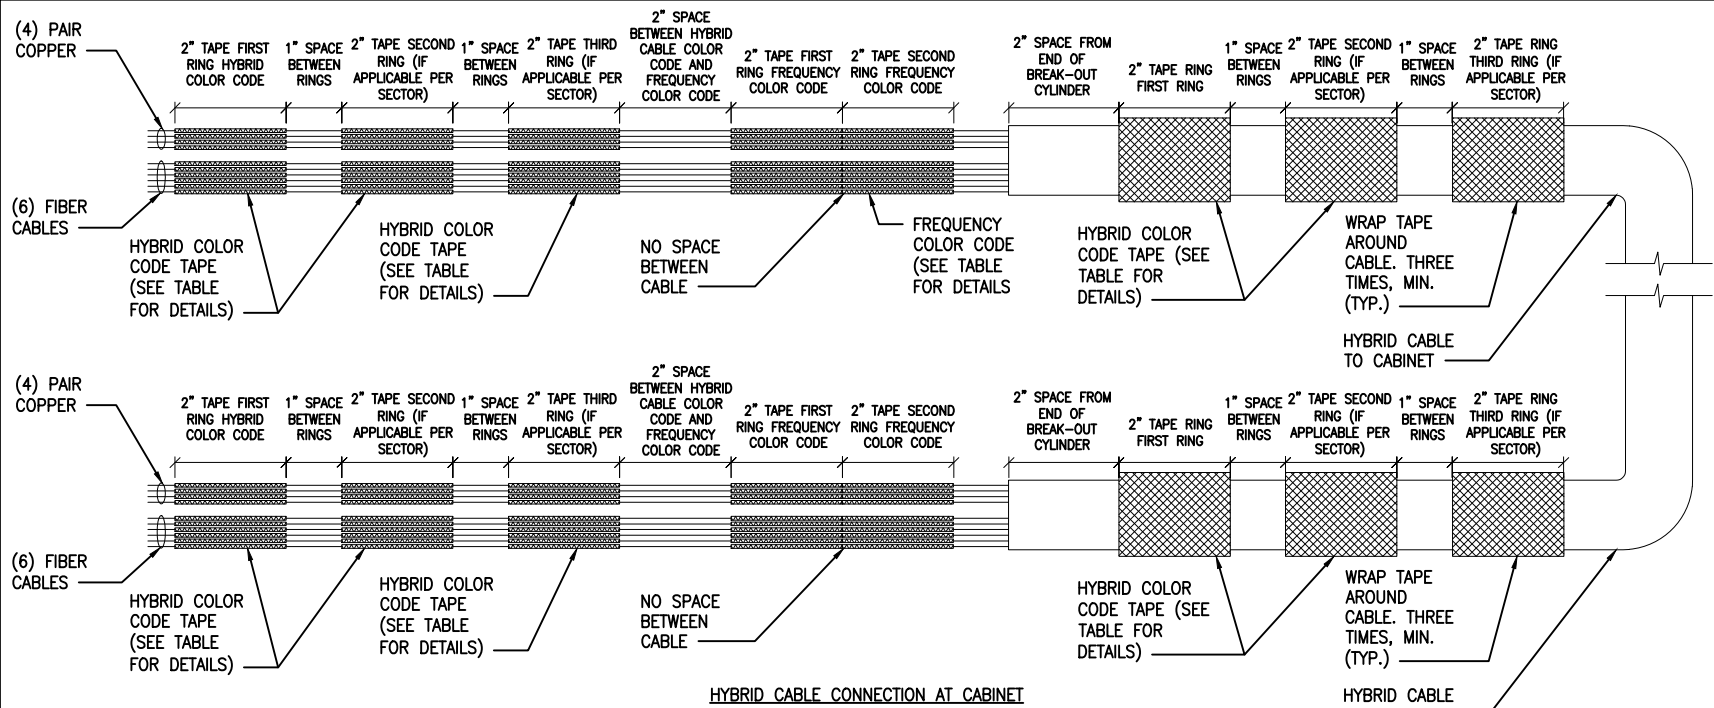 (4) PAIR
COPPER
2" TAPE FIRST
RING HYBRID
COLOR CODE
1" SPACE
BETWEEN
RINGS
2" TAPE SECOND
RING (IF
APPLICABLE PER
SECTOR)
1" SPACE
BETWEEN
RINGS
2" TAPE THIRD
RING (IF
APPLICABLE PER
SECTOR)
2" SPACE
BETWEEN HYBRID
CABLE COLOR
CODE AND
FREQUENCY
COLOR CODE
2" TAPE FIRST
RING FREQUENCY
COLOR CODE
2" TAPE SECOND
RING FREQUENCY
COLOR CODE
2" SPACE FROM
END OF
BREAK-OUT
CYLINDER
2" TAPE RING
FIRST RING
1" SPACE
BETWEEN
RINGS
2" TAPE SECOND
RING (IF
APPLICABLE PER
SECTOR)
1" SPACE
BETWEEN
RINGS
2" TAPE RING
THIRD RING (IF
APPLICABLE PER
SECTOR)
(6) FIBER
CABLES
HYBRID COLOR
CODE TAPE
(SEE TABLE
FOR DETAILS)
HYBRID COLOR
CODE TAPE
(SEE TABLE
FOR DETAILS)
NO SPACE
BETWEEN
CABLE
FREQUENCY
COLOR CODE
(SEE TABLE
FOR DETAILS
HYBRID COLOR
CODE TAPE (SEE
TABLE FOR
DETAILS)
WRAP TAPE
AROUND
CABLE. THREE
TIMES, MIN.
(TYP.)
HYBRID CABLE
TO CABINET
(4) PAIR
COPPER
2" TAPE FIRST
RING HYBRID
COLOR CODE
1" SPACE
BETWEEN
RINGS
2" TAPE SECOND
RING (IF
APPLICABLE PER
SECTOR)
1" SPACE
BETWEEN
RINGS
2" TAPE THIRD
RING (IF
APPLICABLE PER
SECTOR)
2" SPACE
BETWEEN HYBRID
CABLE COLOR
CODE AND
FREQUENCY
COLOR CODE
2" TAPE FIRST
RING FREQUENCY
COLOR CODE
2" TAPE SECOND
RING FREQUENCY
COLOR CODE
2" SPACE FROM
END OF
BREAK-OUT
CYLINDER
2" TAPE RING
FIRST RING
1" SPACE
BETWEEN
RINGS
2" TAPE SECOND
RING (IF
APPLICABLE PER
SECTOR)
1" SPACE
BETWEEN
RINGS
2" TAPE RING
THIRD RING (IF
APPLICABLE PER
SECTOR)
(6) FIBER
CABLES
HYBRID COLOR
CODE TAPE
(SEE TABLE
FOR DETAILS)
HYBRID COLOR
CODE TAPE
(SEE TABLE
FOR DETAILS)
NO SPACE
BETWEEN
CABLE
HYBRID COLOR
CODE TAPE (SEE
TABLE FOR
DETAILS)
WRAP TAPE
AROUND
CABLE. THREE
TIMES, MIN.
(TYP.)
HYBRID CABLE
HYBRID CABLE CONNECTION AT CABINET